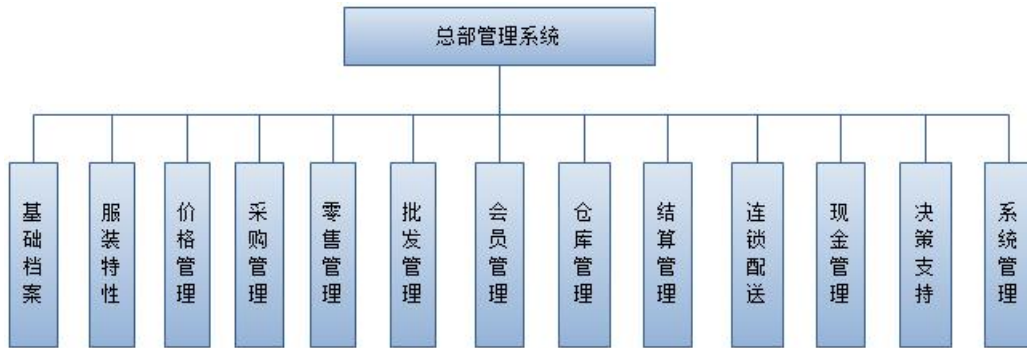 总部管理系统
基础档案
服装特性
价格管理
采购管理
零售管理
批发管理
会员管理
仓库管理
结算管理
连锁配送
现金管理
决策支持
系统管理